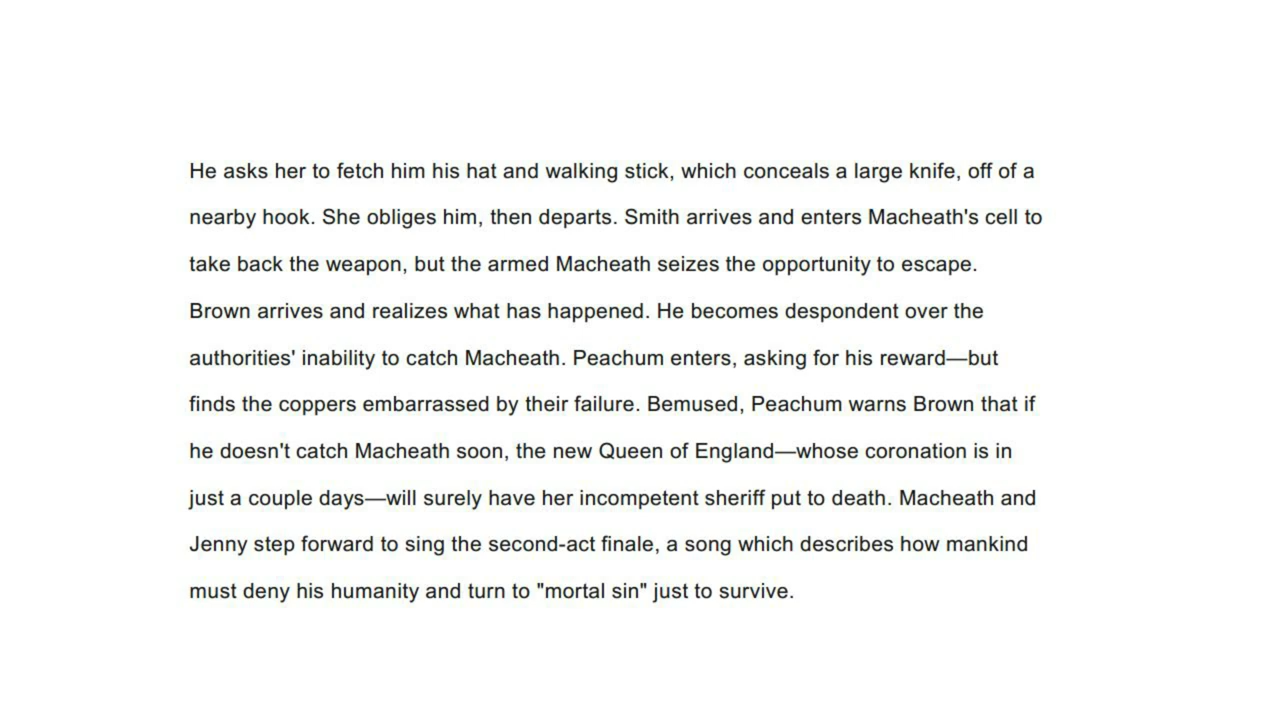 He asks her to fetch him his hat and walking stick, which conceals a large knife, off of a
nearby hook. She obliges him, then departs. Smith arrives and enters Macheath's cell to
take back the weapon, but the armed Macheath seizes the opportunity to escape.
Brown arrives and realizes what has happened. He becomes despondent over the
authorities' inability to catch Macheath. Peachum enters, asking for his reward—but
finds the coppers embarrassed by their failure. Bemused, Peachum warns Brown that if
he doesn't catch Macheath soon, the new Queen of England—whose coronation is in
just a couple days—will surely have her incompetent sheriff put to death. Macheath and
Jenny step forward to sing the second-act finale, a song which describes how mankind
must deny his humanity and turn to "mortal sin" just to survive.